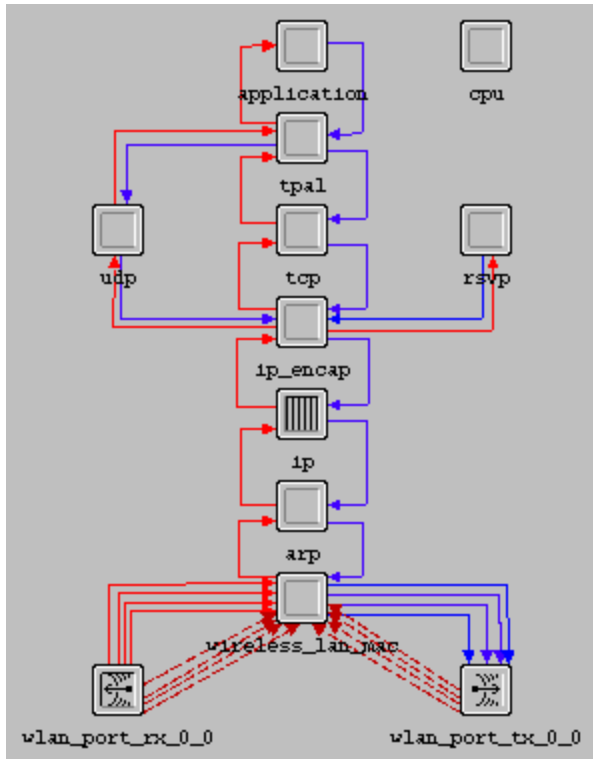 application
cpu
tpal
udp
tcp
rsvp
ip_encap
ip
arp
wireless_lan_mac
wlan_port_rx_0_0
wlan_port_tx_0_0